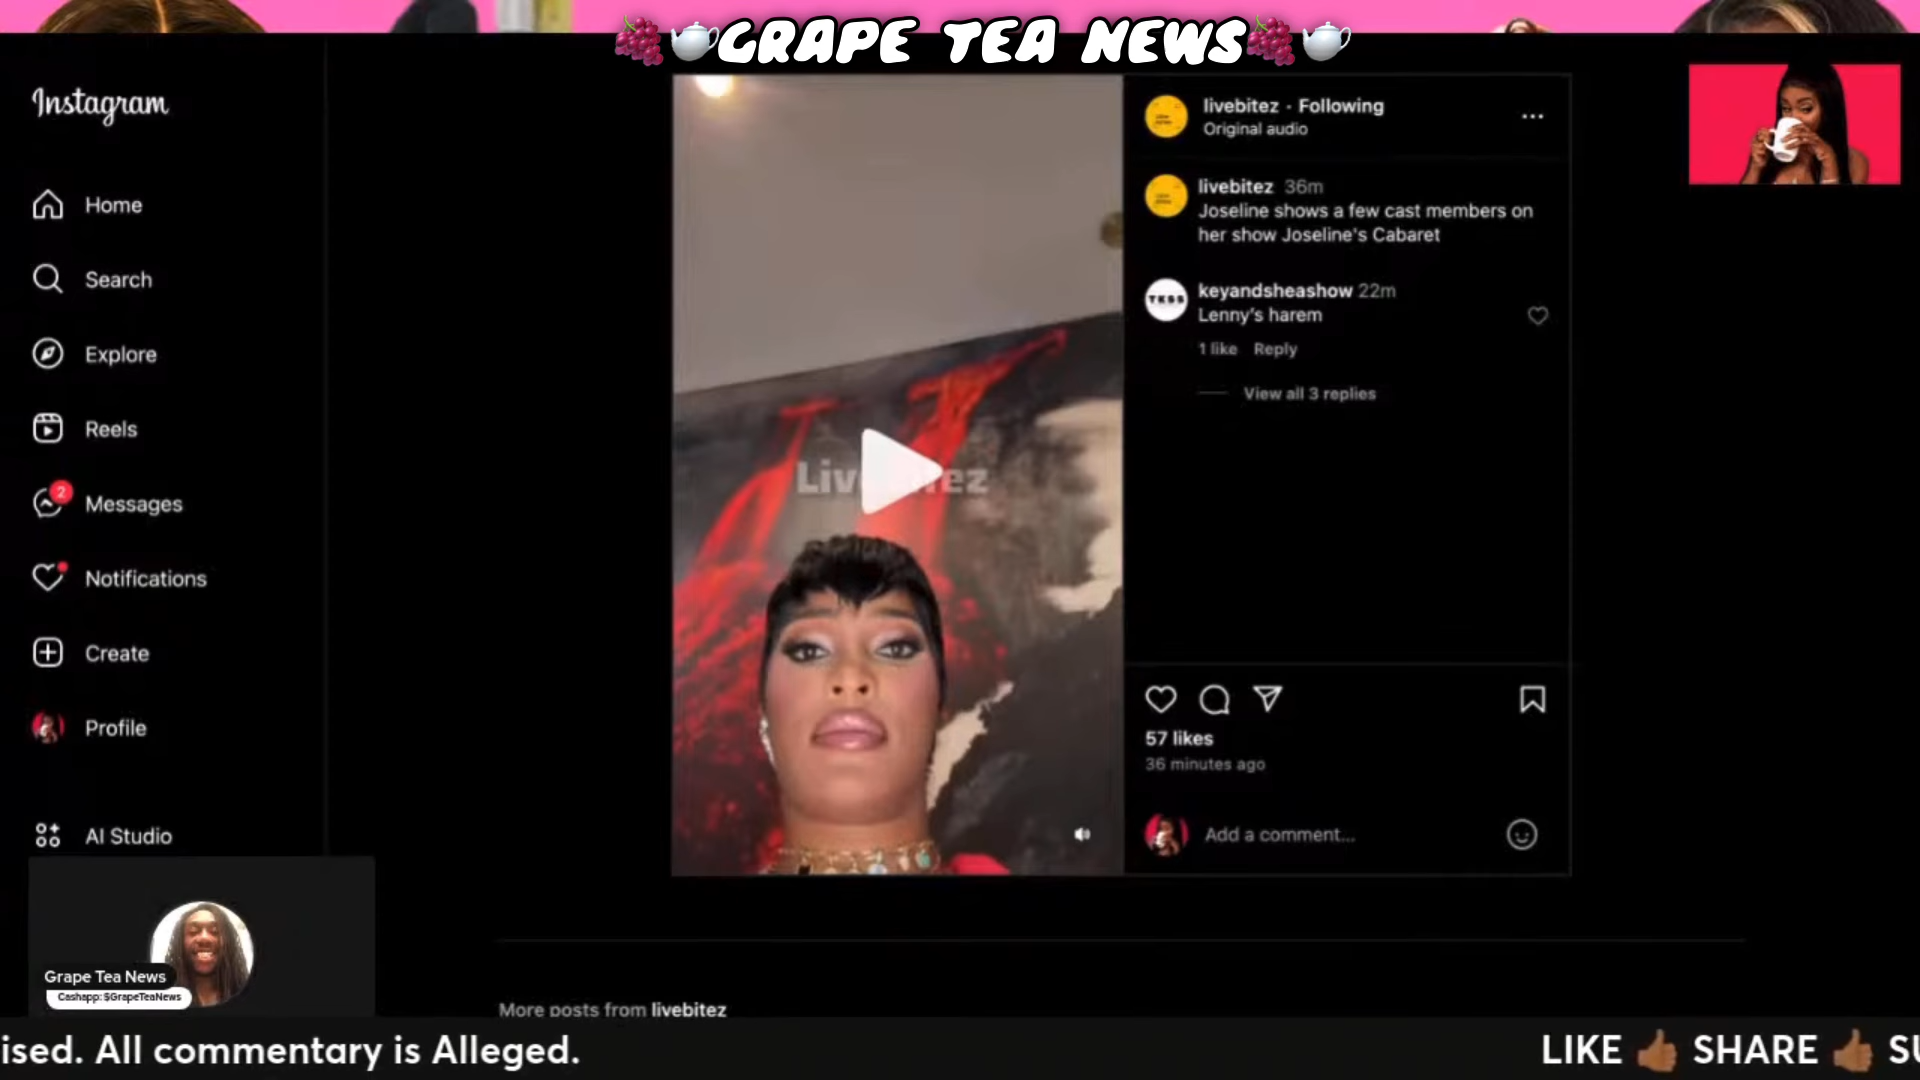 GRAPE TEA NEWS
Instagram
Home
Search
Explore
Reels
2
Messages
Notifications
Create
Profile
AI Studio
livebitez • Following
Original audio
livebitez 36m
Joseline shows a few cast members on
her show Joseline's Cabaret
TKSS
keyandsheashow 22m
Lenny's harem
1 like Reply
View all 3 replies
57 likes
36 minutes ago
Add a comment...
Grape Tea News
Cashapp: $GrapeTeaNews
More posts from livebitez
ised. All commentary is Alleged.
LIKE 👍🏾 SHARE 👍🏾 SU